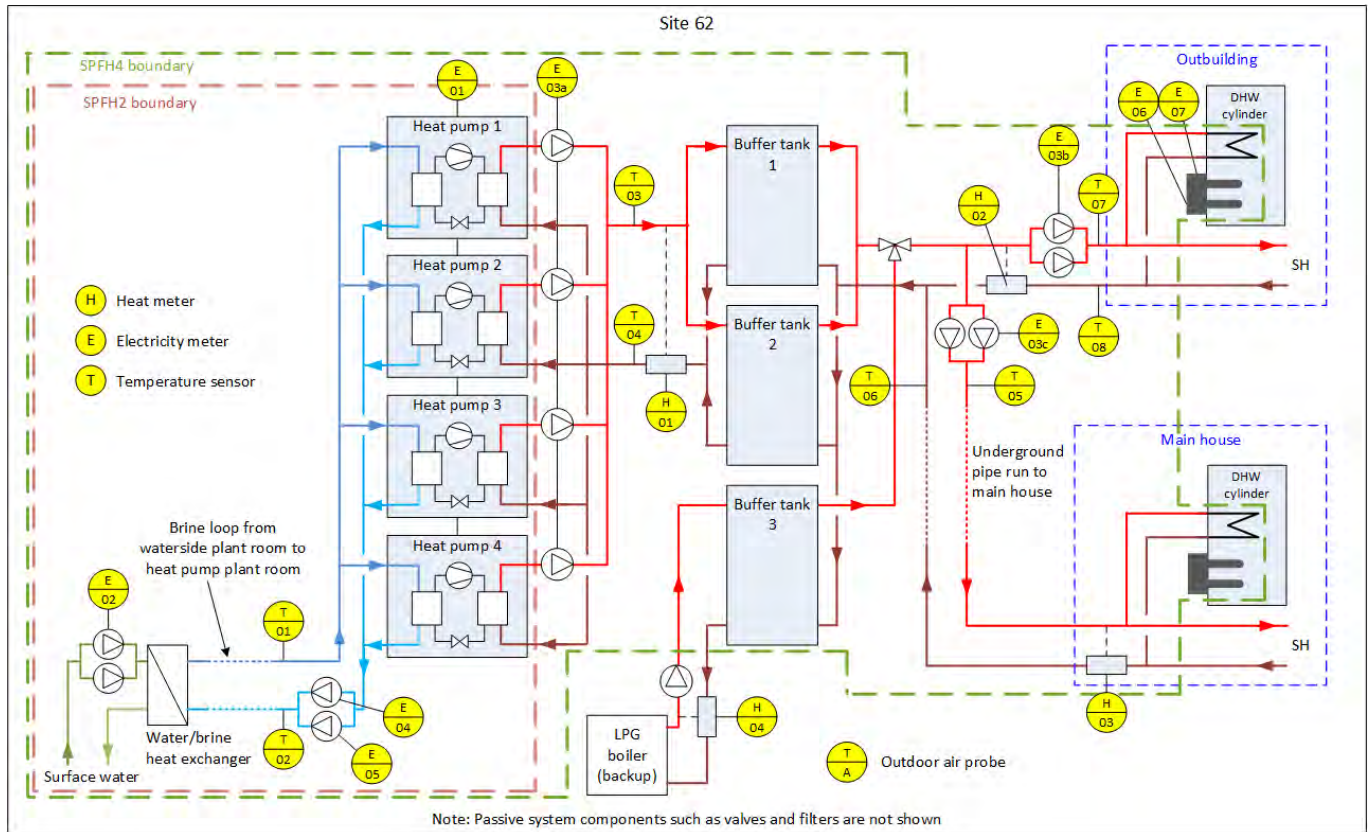 Site 62
SPFH4 boundary
SPFH2 boundary
E
01
E
03a
Heat pump 1
Heat pump 2
Heat pump 3
Heat pump 4
H
Heat meter
E
Electricity meter
T
Temperature sensor
Brine loop from
waterside plant room to
heat pump plant room
E
02
T
01
T
02
E
04
E
05
Surface water
Water/brine
heat exchanger
T
03
T
04
H
01
Buffer tank
1
Buffer tank
2
Buffer tank
3
LPG
boiler
(backup)
H
04
H
02
E
03b
T
07
T
08
E
03c
T
06
T
05
Underground
pipe run to
main house
Outbuilding
E
06
E
07
DHW
cylinder
SH
Main house
DHW
cylinder
SH
H
03
T
A
Outdoor air probe
Note: Passive system components such as valves and filters are not shown